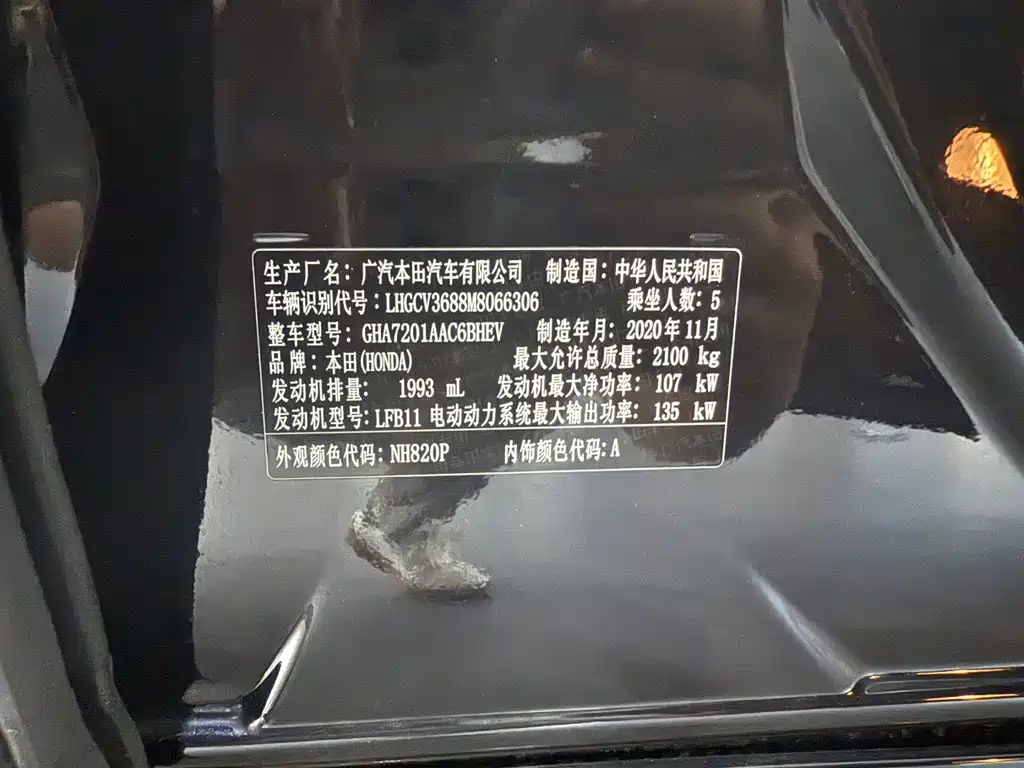 生产厂名：广汽本田汽车有限公司 制造国：中华人民共和国
车辆识别代号：LHGCV3688M8066306 乘坐人数：5
整车型号：GHA7201AAC6BHEV 制造年月：2020年11月
品牌：本田(HONDA) 最大允许总质量：2100 kg
发动机排量： 1993 mL 发动机最大净功率：107 kW
发动机型号：LFB11 电动动力系统最大输出功率：135 kW
外观颜色代码：NH820P 内饰颜色代码：A